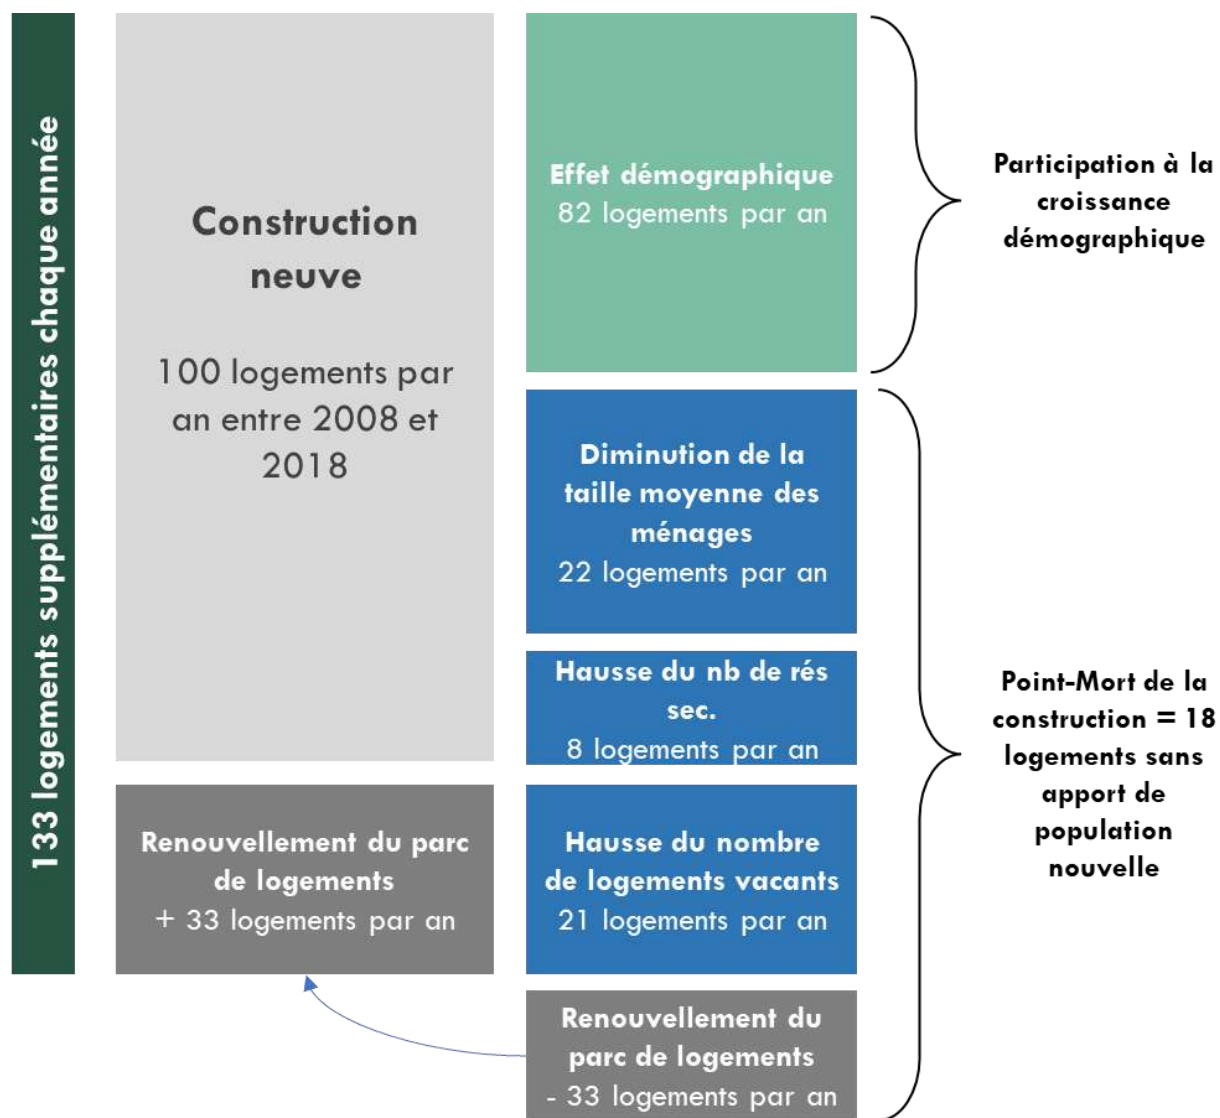 133 logements supplémentaires chaque année
Construction
neuve
100 logements par
an entre 2008 et
2018
Renouvellement du parc
de logements
+ 33 logements par an
Effet démographique
82 logements par an
Diminution de la
taille moyenne des
ménages
22 logements par an
Hausse du nb de rés
sec.
8 logements par an
Hausse du nombre
de logements vacants
21 logements par an
Renouvellement du
parc de logements
- 33 logements par an
Participation à la
croissance
démographique
Point-Mort de la
construction = 18
logements sans
apport de
population
nouvelle